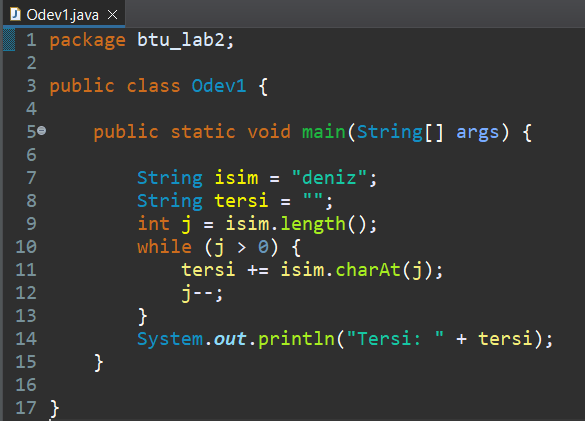 Odev1.java
1 package btu_lab2;
2
3 public class Odev1 {
4
5 public static void main(String[] args) {
6
7 String isim = "deniz";
8 String tersi = "";
9 int j = isim.length();
10 while (j > 0) {
11 tersi += isim.charAt(j);
12 j--;
13 }
14 System.out.println("Tersi: " + tersi);
15 }
16
17 }